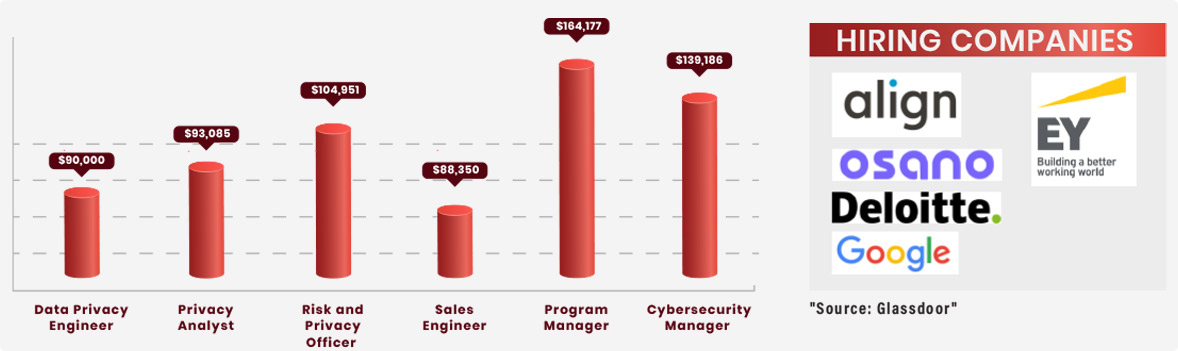 $90,000
$93,085
$104,951
$88,350
$164,177
$139,186
Data Privacy
Engineer
Privacy
Analyst
Risk and
Privacy
Officer
Sales
Engineer
Program
Manager
Cybersecurity
Manager
HIRING COMPANIES
align
EY
Building a better
working world
osano
Deloitte.
Google
"Source: Glassdoor"